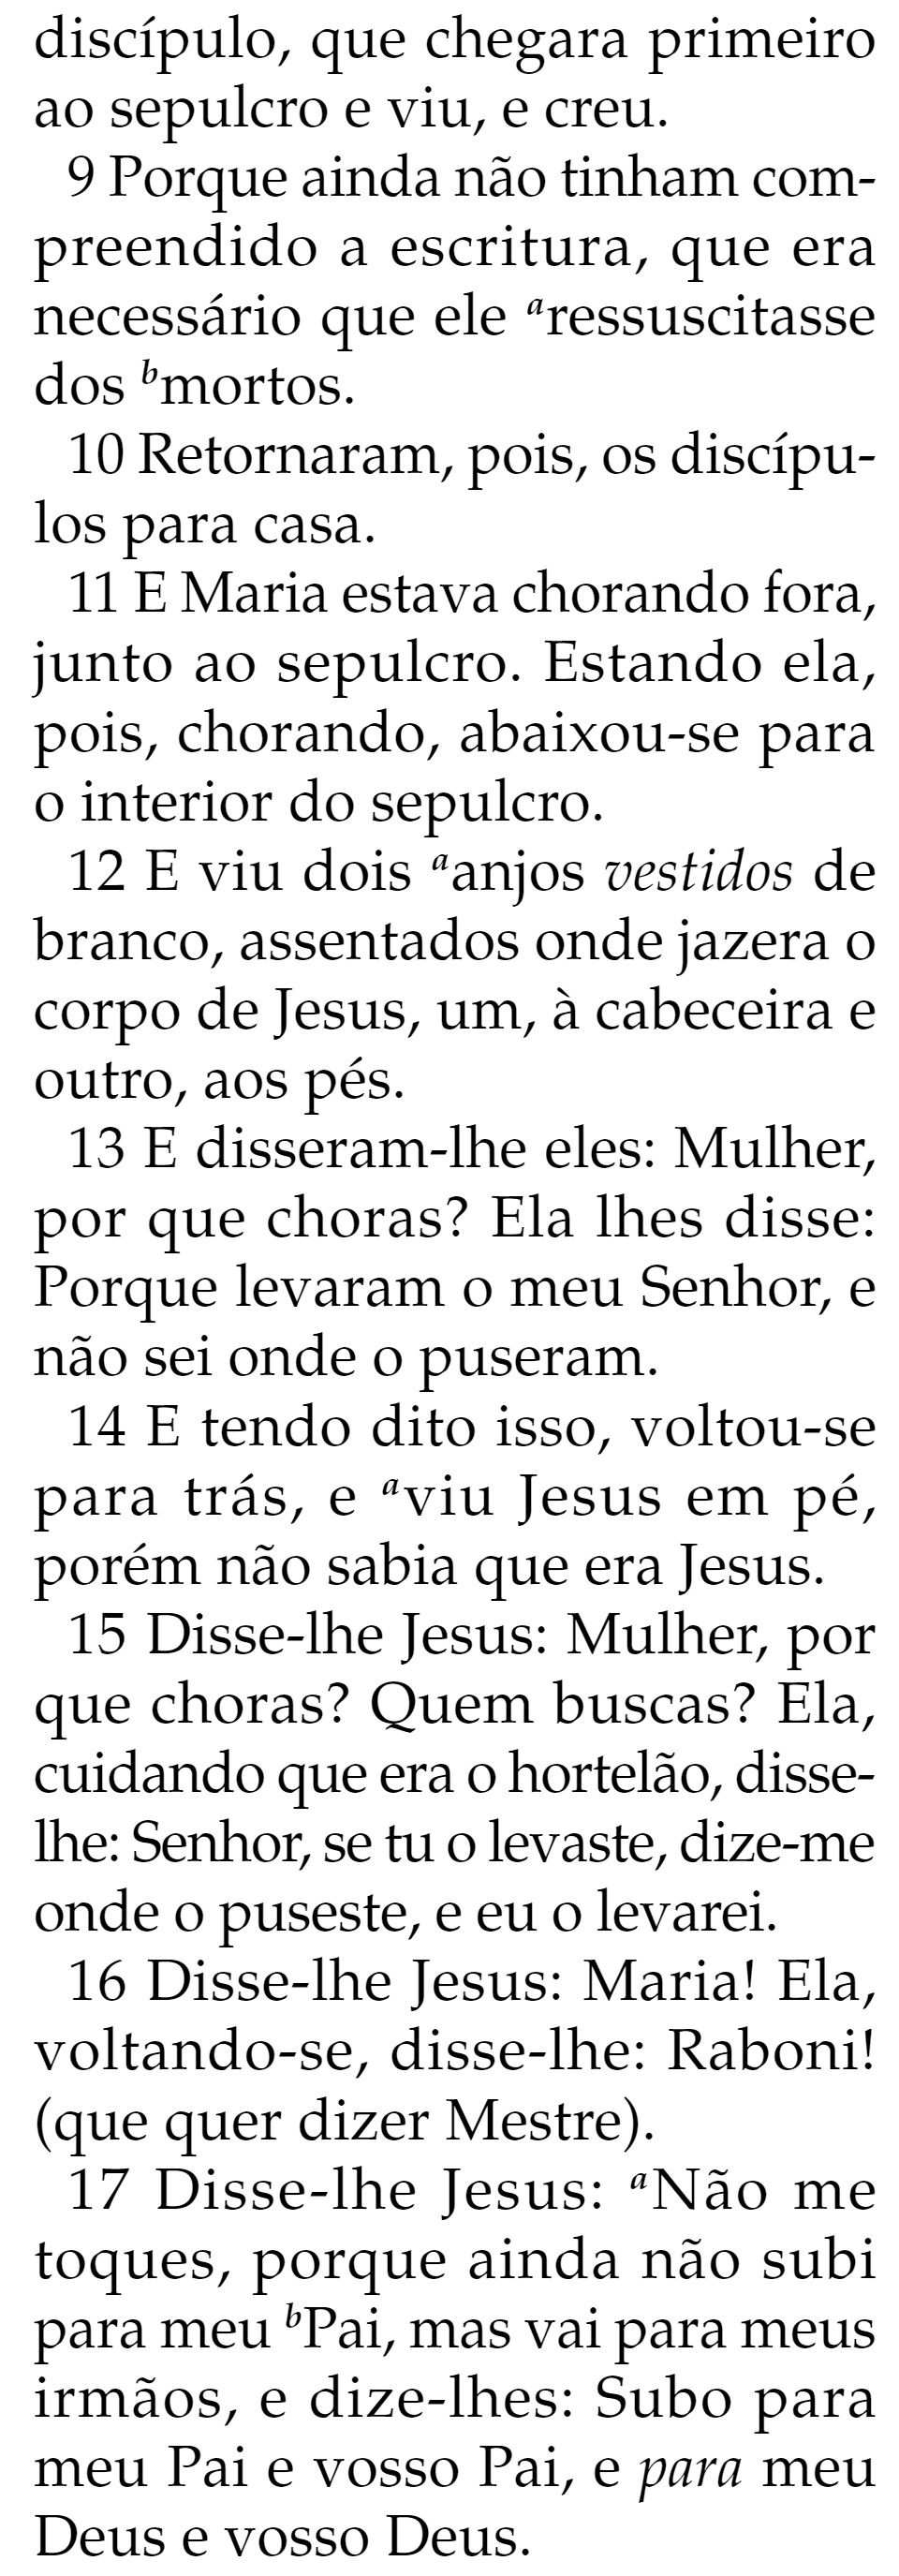 discípulo, que chegara primeiro
ao sepulcro e viu, e creu.
9 Porque ainda não tinham com-
preendido a escritura, que era
necessário que ele ᵃressuscitasse
dos ᵇmortos.
10 Retornaram, pois, os discípu-
los para casa.
11 E Maria estava chorando fora,
junto ao sepulcro. Estando ela,
pois, chorando, abaixou-se para
o interior do sepulcro.
12 E viu dois ᵃanjos vestidos de
branco, assentados onde jazera o
corpo de Jesus, um, à cabeceira e
outro, aos pés.
13 E disseram-lhe eles: Mulher,
por que choras? Ela lhes disse:
Porque levaram o meu Senhor, e
não sei onde o puseram.
14 E tendo dito isso, voltou-se
para trás, e ᵃviu Jesus em pé,
porém não sabia que era Jesus.
15 Disse-lhe Jesus: Mulher, por
que choras? Quem buscas? Ela,
cuidando que era o hortelão, disse-
lhe: Senhor, se tu o levaste, dize-me
onde o puseste, e eu o levarei.
16 Disse-lhe Jesus: Maria! Ela,
voltando-se, disse-lhe: Raboni!
(que quer dizer Mestre).
17 Disse-lhe Jesus: ᵃNão me
toques, porque ainda não subi
para meu ᵇPai, mas vai para meus
irmãos, e dize-lhes: Subo para
meu Pai e vosso Pai, e para meu
Deus e vosso Deus.